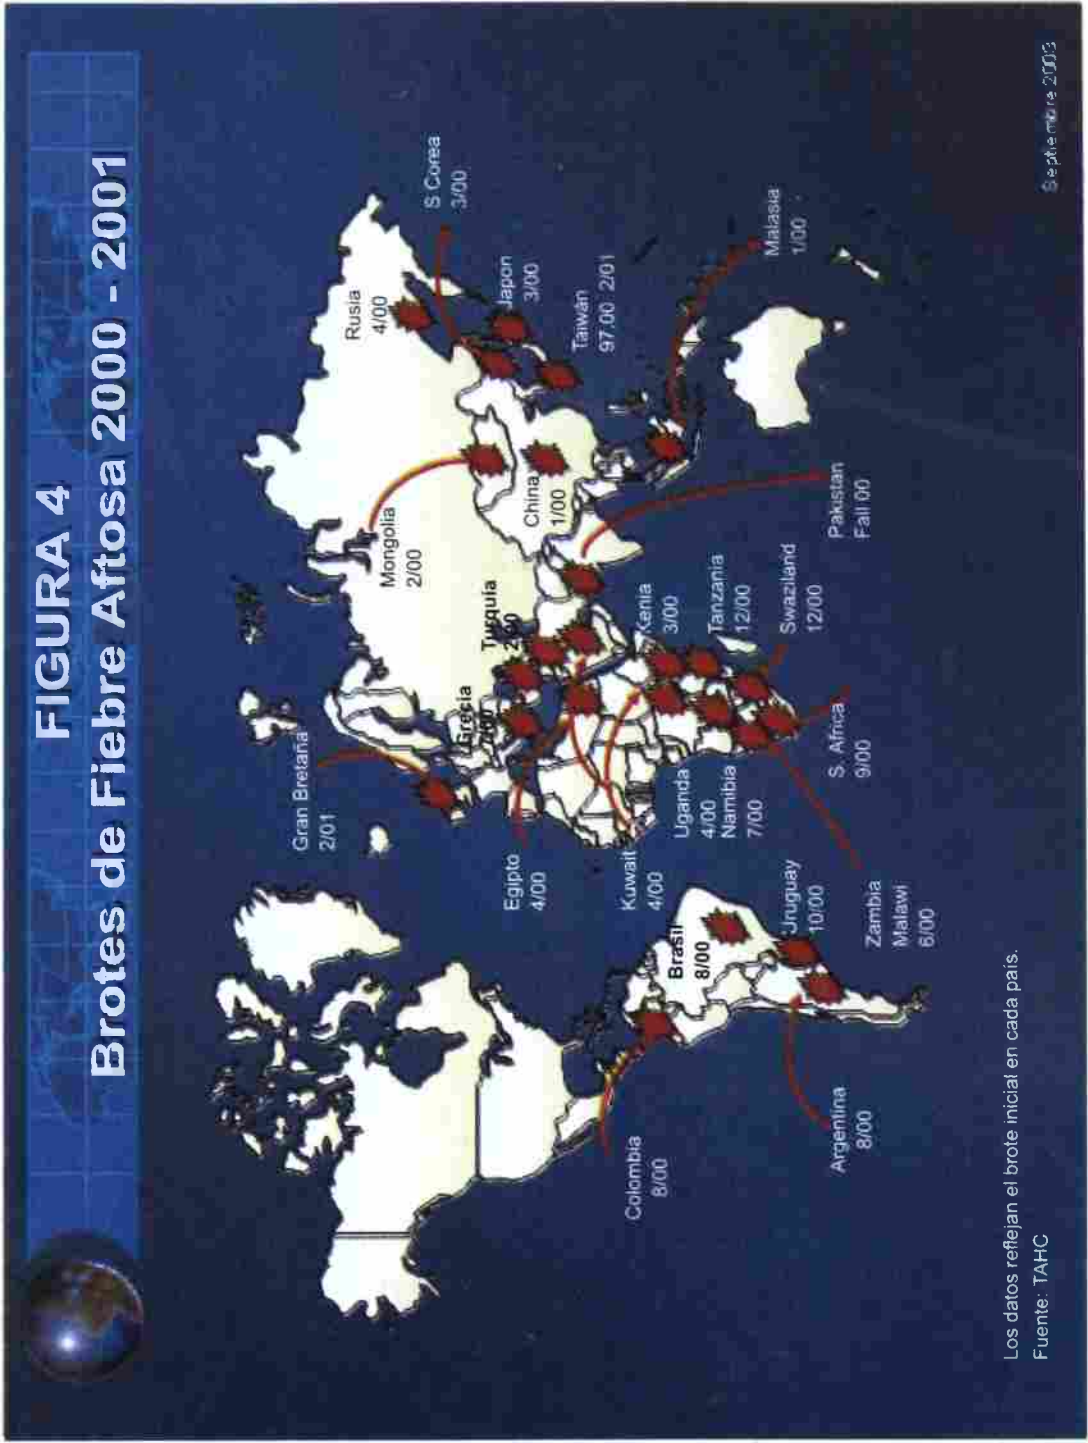 FIGURA 4
Brotes de Fiebre Aftosa 2000 - 2001
Rusia
4/00
S Corea
3/00
Japon
3/00
Taiwán
97.00 2/01
Malasia
1/00
Mongolia
2/00
China
1/00
Pakistan
Fall 00
Gran Bretaña
2/01
Grecia
Turquia
Egipto
4/00
Kuwait
4/00
Kenia
3/00
Tanzania
12/00
Swaziland
12/00
Uganda
4/00
Namibia
7/00
S. Africa
9/00
Zambia
Malawi
6/00
Colombia
8/00
Brasil
8/00
Uruguay
10/00
Argentina
8/00
Los datos reflejan el brote inicial en cada país.
Fuente: TAHC
Septiembre 2003